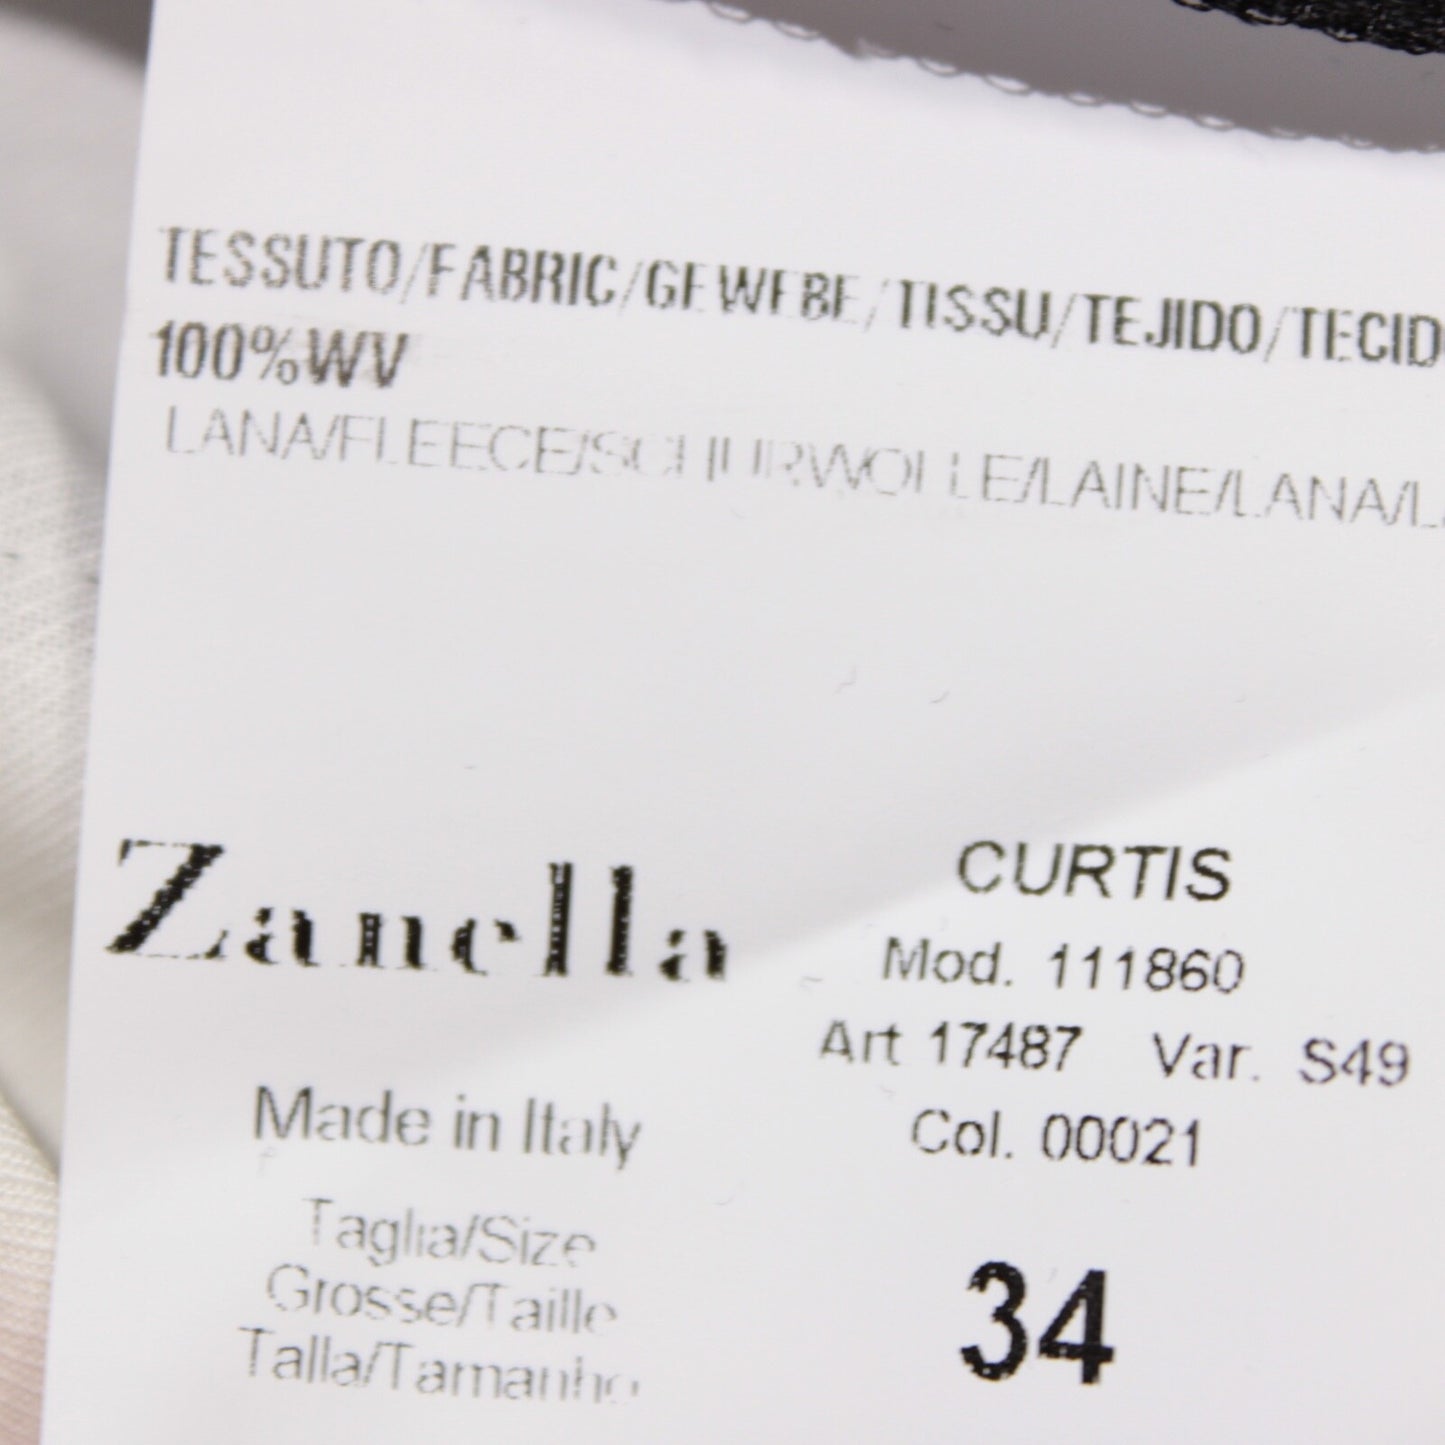 TESSUTO/FABRIC/GEWEBE/TISSU/TEJIDO/TECID
100%WV
LANA/FLEECE/SCHURWOLLE/LAINE/LANA/L
Zanella
CURTIS
Mod. 111860
Art 17487 Var. S49
Col. 00021
Made in Italy
Taglia/Size
Grosse/Taille
Talla/Tamanho
34